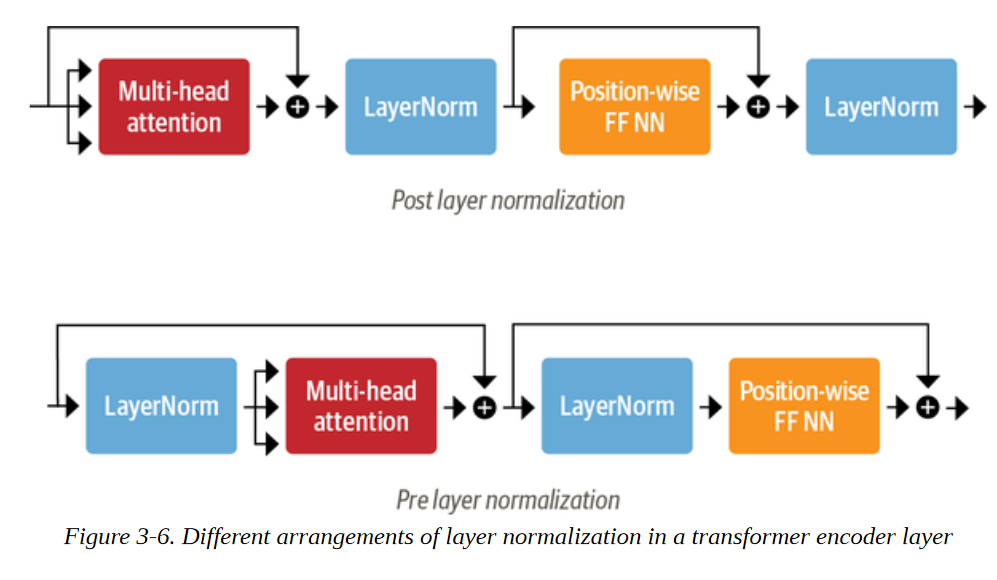 Multi-head
attention
LayerNorm
Position-wise
FF NN
LayerNorm
Post layer normalization
LayerNorm
Multi-head
attention
LayerNorm
Position-wise
FF NN
Pre layer normalization
Figure 3-6. Different arrangements of layer normalization in a transformer encoder layer